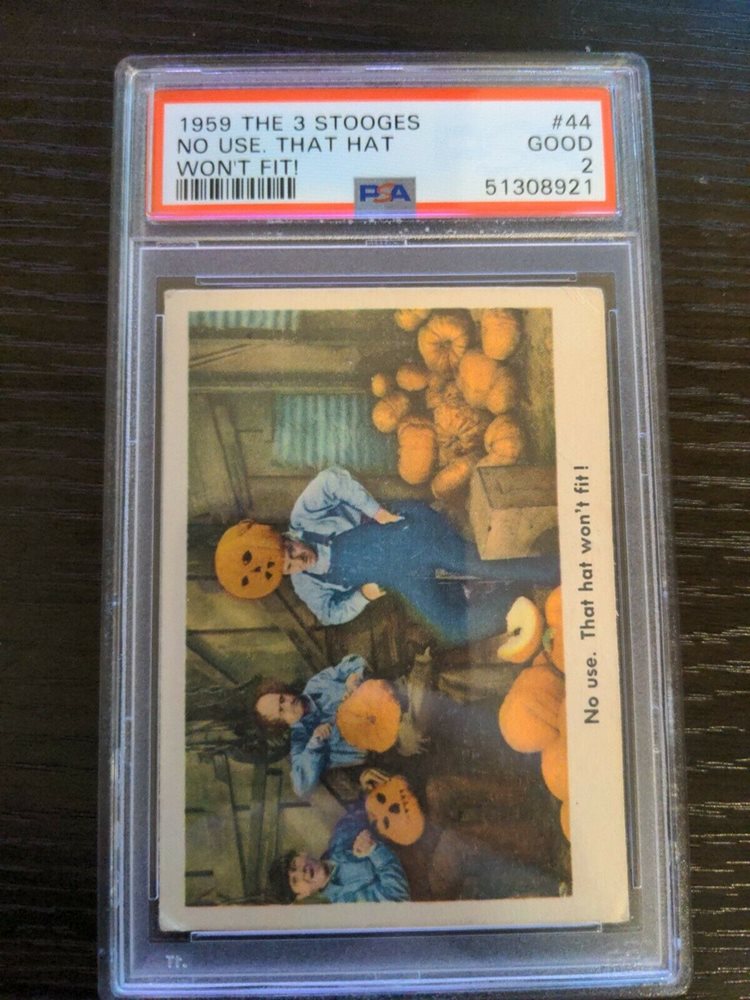 1959 THE 3 STOOGES #44
NO USE. THAT HAT GOOD
WON'T FIT! 2
PSA 51308921
No use. That hat won't fit!